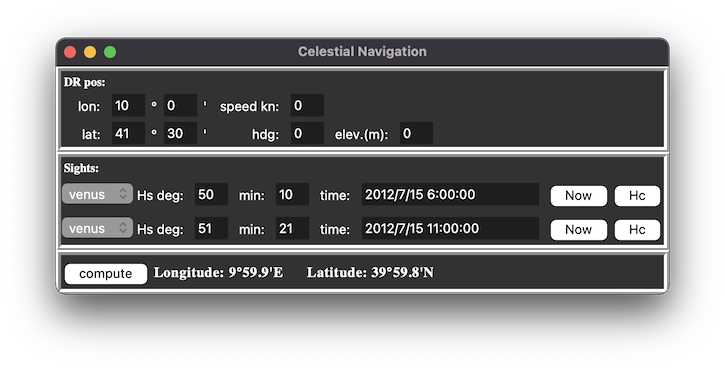 Celestial Navigation
DR pos:
lon: 10 ° 0 ' speed kn: 0
lat: 41 ° 30 ' hdg: 0 elev.(m): 0
Sights:
venus Hs deg: 50 min: 10 time: 2012/7/15 6:00:00 Now Hc
venus Hs deg: 51 min: 21 time: 2012/7/15 11:00:00 Now Hc
compute Longitude: 9°59.9'E Latitude: 39°59.8'N